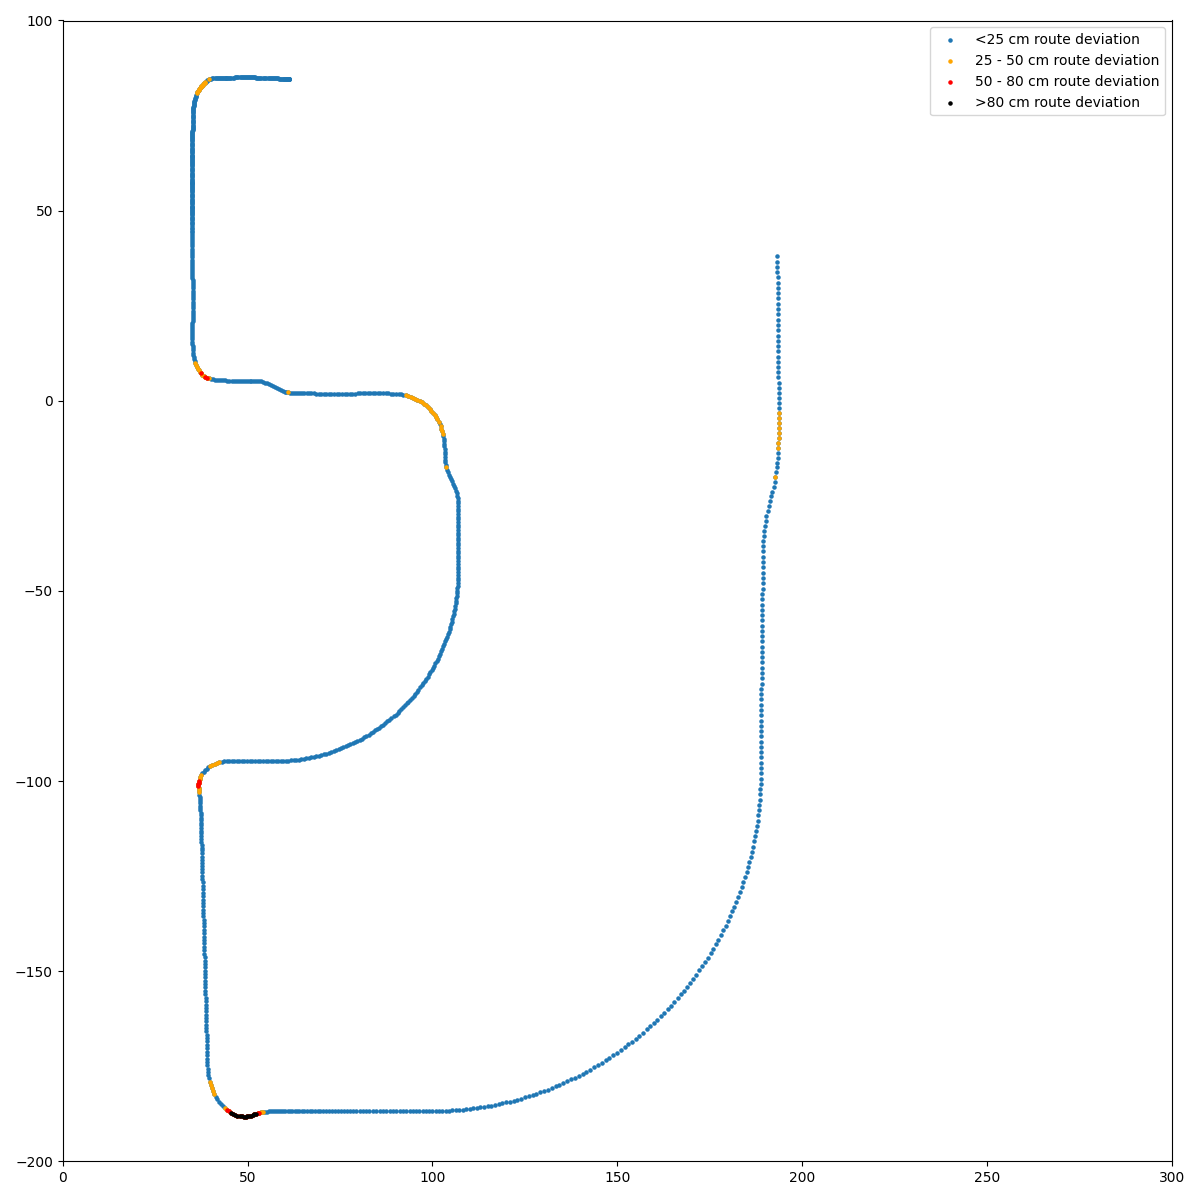 <25 cm route deviation
25 - 50 cm route deviation
50 - 80 cm route deviation
>80 cm route deviation
100
50
0
−50
−100
−150
−200
0 50 100 150 200 250 300